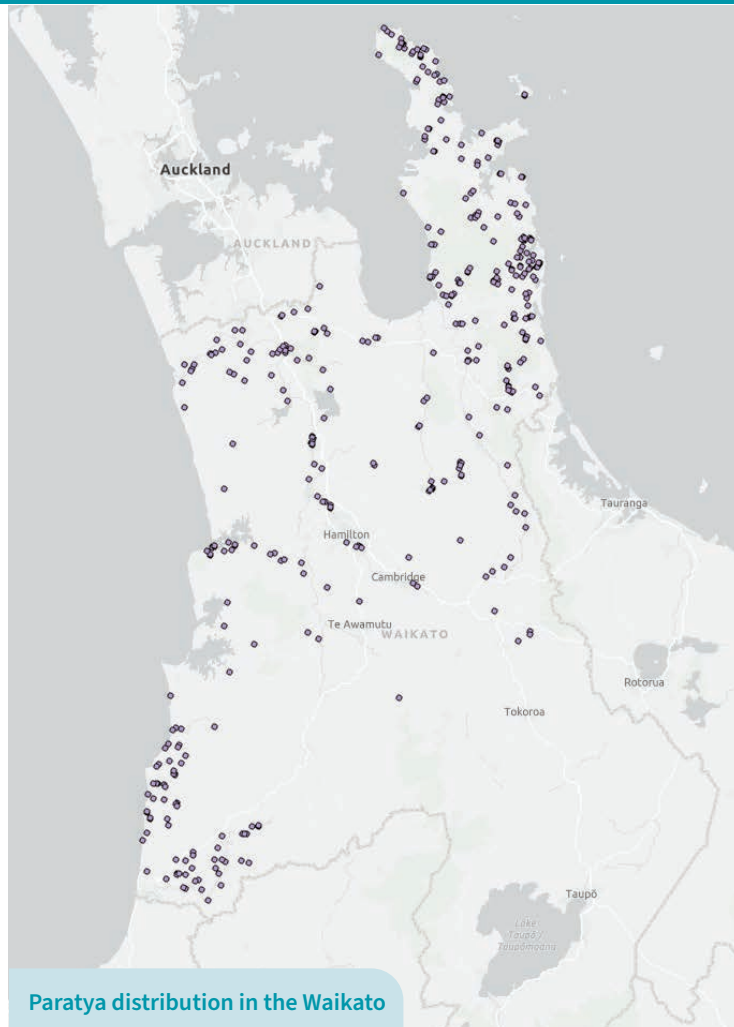 Auckland
AUCKLAND
Tauranga
Hamilton
Cambridge
Te Awamutu
WAIKATO
Rotorua
Tokoroa
Taupō
Lake
Taupō /
Taupōmoana
Paratya distribution in the Waikato